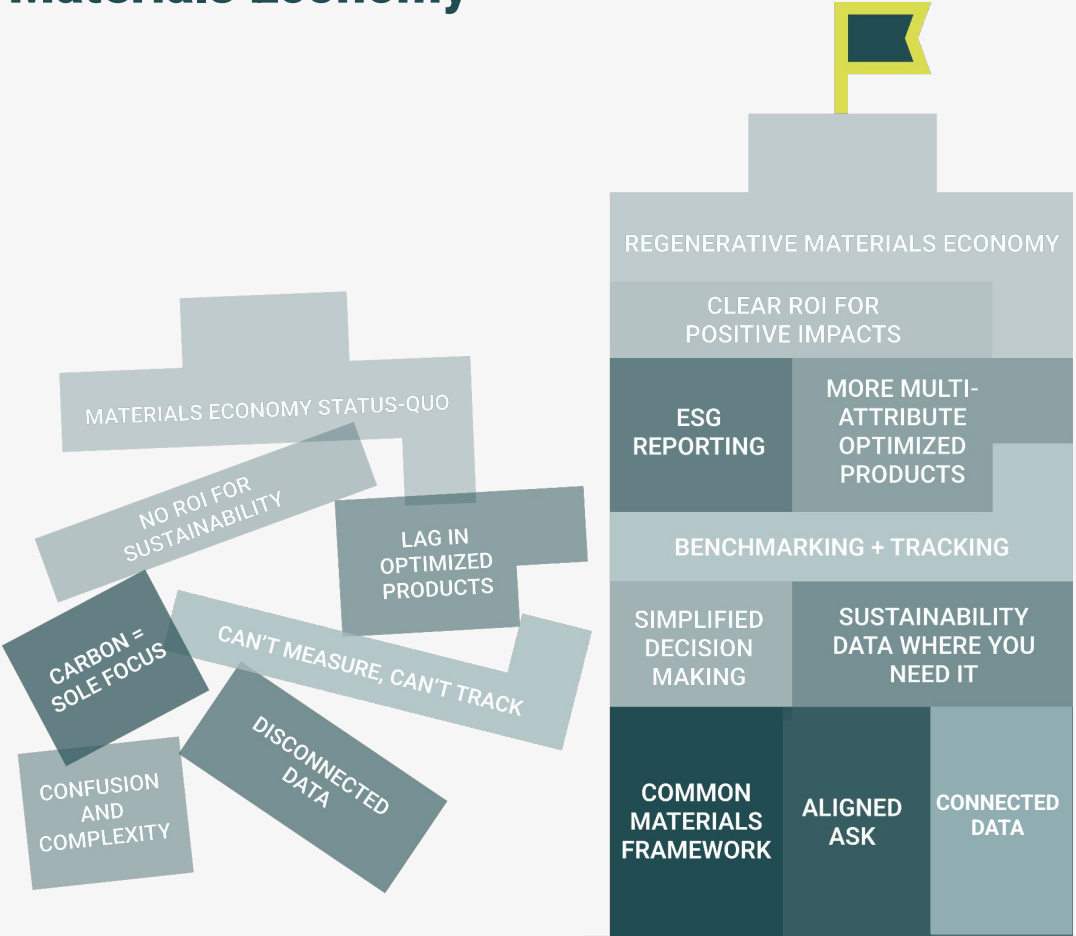 Materials Economy
MATERIALS ECONOMY STATUS-QUO
NO ROI FOR
SUSTAINABILITY
LAG IN
OPTIMIZED
PRODUCTS
CARBON =
SOLE FOCUS
CAN'T MEASURE, CAN'T TRACK
DISCONNECTED
DATA
CONFUSION
AND
COMPLEXITY
REGENERATIVE MATERIALS ECONOMY
CLEAR ROI FOR
POSITIVE IMPACTS
ESG
REPORTING
MORE MULTI-
ATTRIBUTE
OPTIMIZED
PRODUCTS
BENCHMARKING + TRACKING
SIMPLIFIED
DECISION
MAKING
SUSTAINABILITY
DATA WHERE YOU
NEED IT
COMMON
MATERIALS
FRAMEWORK
ALIGNED
ASK
CONNECTED
DATA